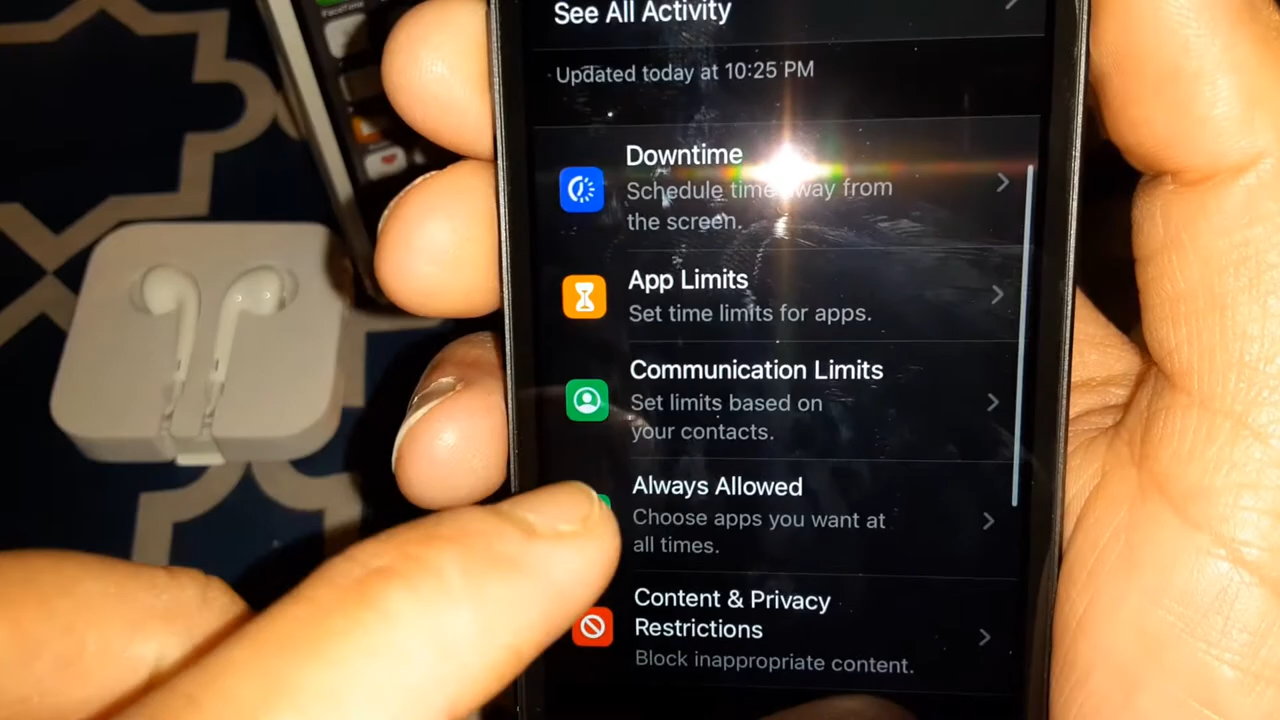 See All Activity
Updated today at 10:25 PM
Downtime
Schedule time away from
the screen.
App Limits
Set time limits for apps.
Communication Limits
Set limits based on
your contacts.
Always Allowed
Choose apps you want at
all times.
Content & Privacy
Restrictions
Block inappropriate content.